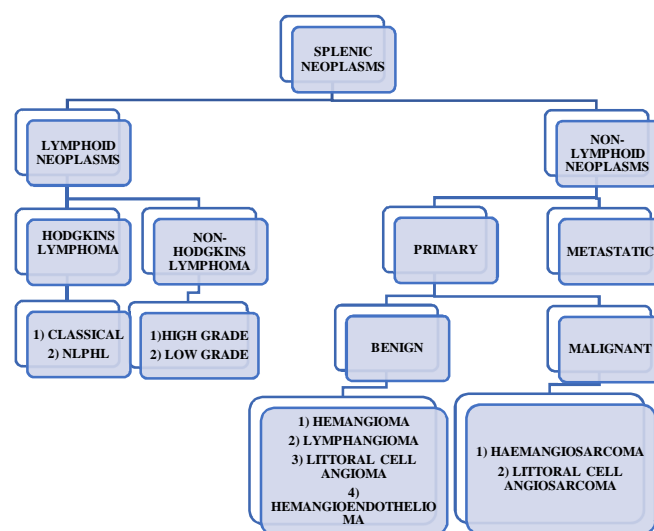 SPLENIC
NEOPLASMS
LYMPHOID
NEOPLASMS
NON-
LYMPHOID
NEOPLASMS
HODGKINS
LYMPHOMA
NON-
HODGKINS
LYMPHOMA
PRIMARY
METASTATIC
1) CLASSICAL
2) NLPHL
1)HIGH GRADE
2) LOW GRADE
BENIGN
MALIGNANT
1) HEMANGIOMA
2) LYMPHANGIOMA
3) LITTORAL CELL
ANGIOMA
4)
HEMANGIOENDOTHELIO
MA
1) HAEMANGIOSARCOMA
2) LITTORAL CELL
ANGIOSARCOMA